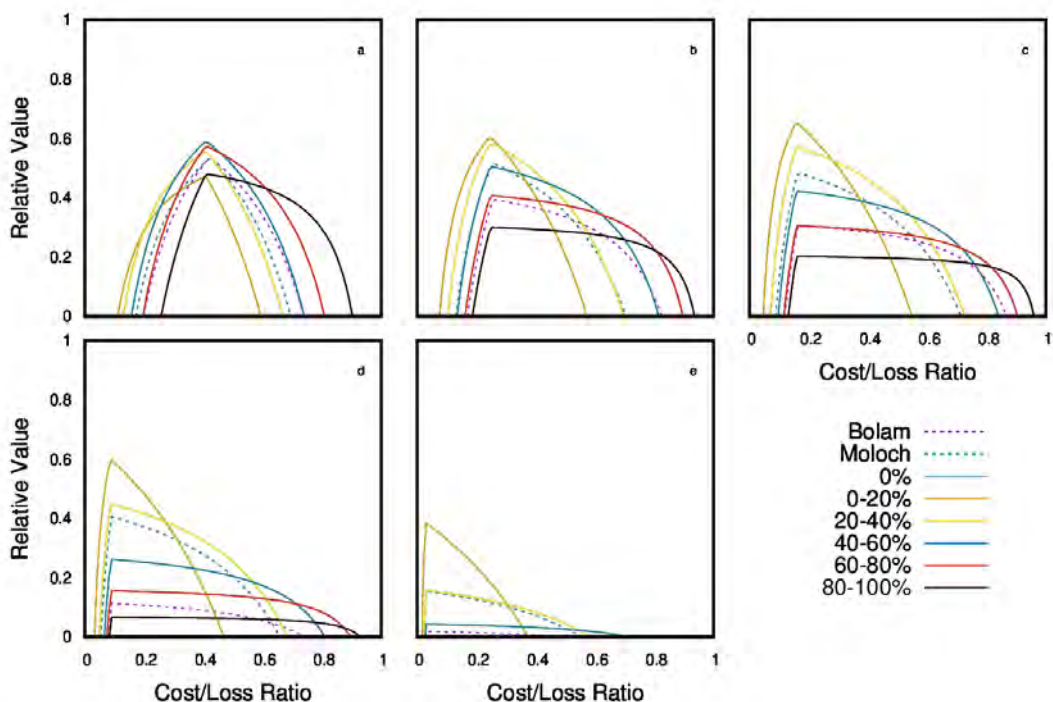 a
b
c
1
0.8
0.6
0.4
0.2
0
Relative Value
0 0.2 0.4 0.6 0.8 1
Cost/Loss Ratio
d
e
1
0.8
0.6
0.4
0.2
0
Relative Value
0 0.2 0.4 0.6 0.8 1
Cost/Loss Ratio
0 0.2 0.4 0.6 0.8 1
Cost/Loss Ratio
Bolam
Moloch
0%
0-20%
20-40%
40-60%
60-80%
80-100%